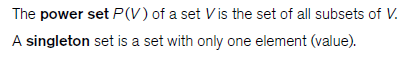 The power set P(V) of a set V is the set of all subsets of V.
A singleton set is a set with only one element (value).